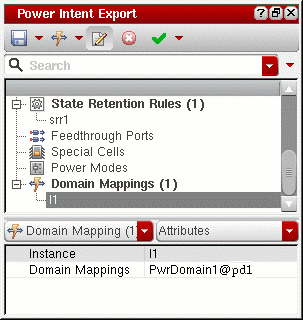 Power Intent Export
Search
State Retention Rules (1)
srr1
Feedthrough Ports
Special Cells
Power Modes
Domain Mappings (1)
I1
Domain Mapping (1) Attributes
Instance I1
Domain Mappings PwrDomain1@pd1